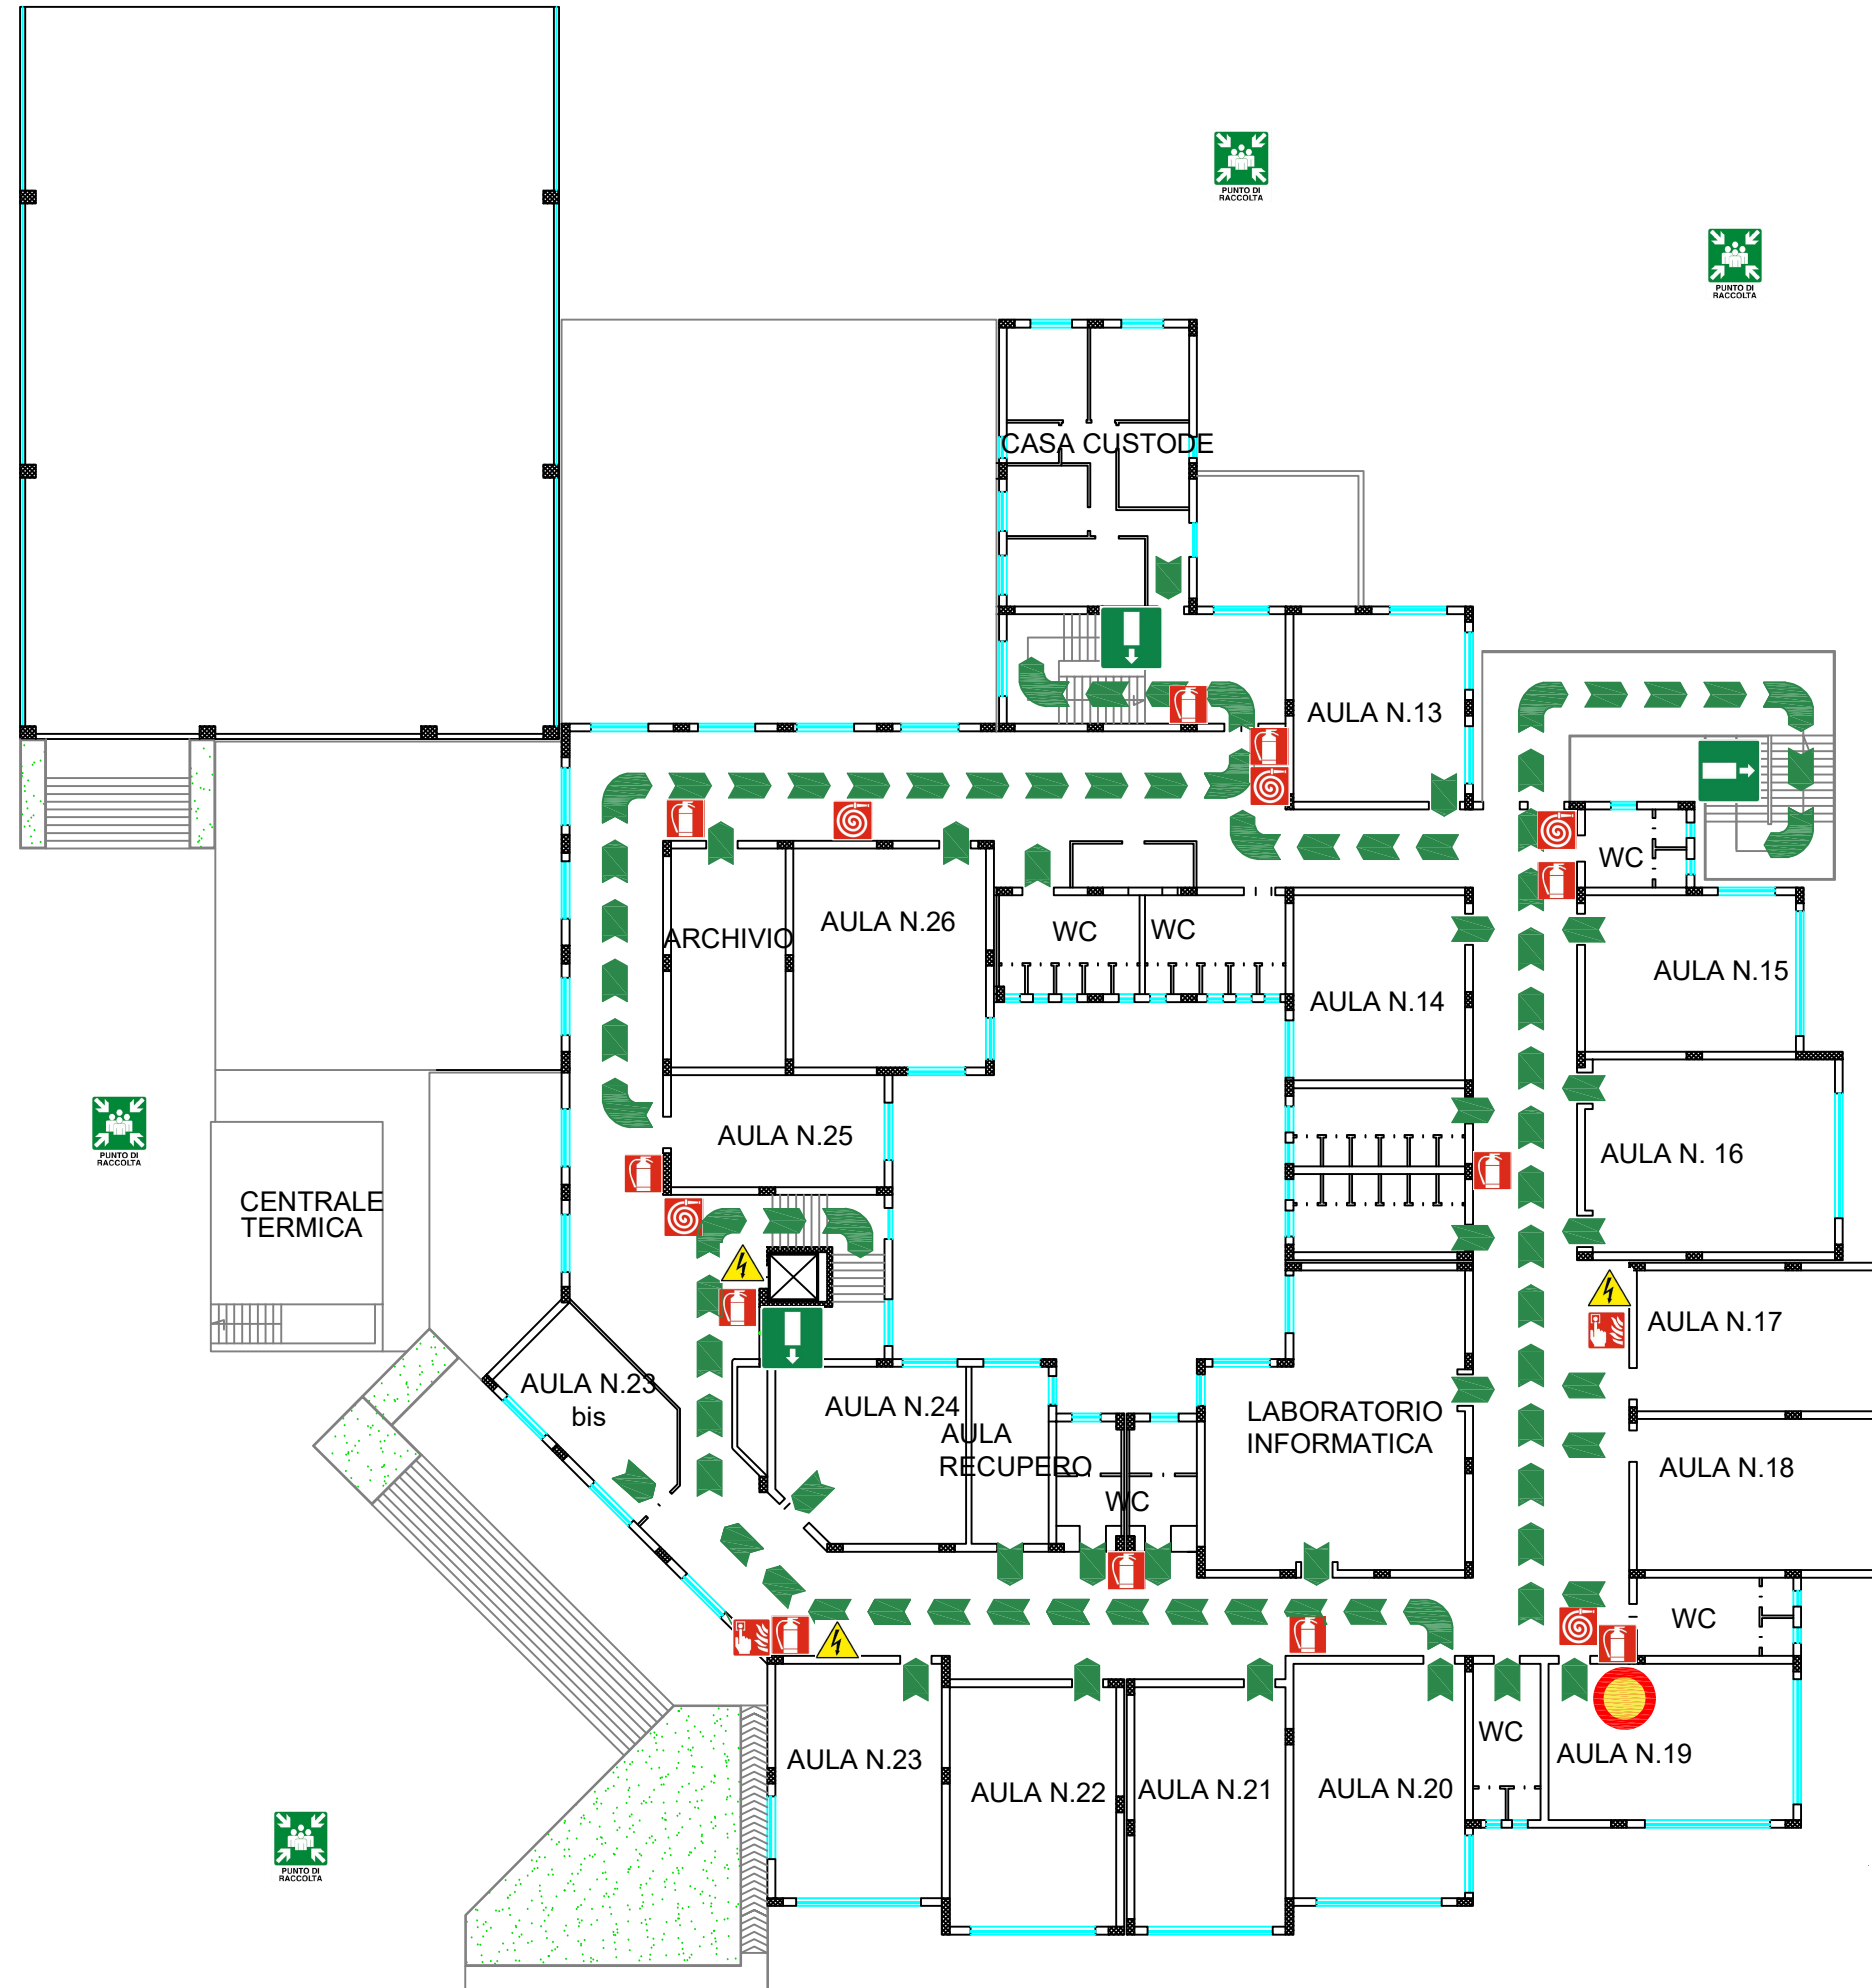 PUNTO DI
RACCOLTA
PUNTO DI
RACCOLTA
CASA CUSTODE
AULA N.13
WC
ARCHIVIO
AULA N.26
WC
WC
AULA N.15
AULA N.14
PUNTO DI
RACCOLTA
AULA N.25
AULA N. 16
CENTRALE
TERMICA
AULA N.17
AULA N.23
bis
AULA N.24
AULA
RECUPERO
LABORATORIO
INFORMATICA
AULA N.18
WC
WC
WC
AULA N.23
AULA N.22
AULA N.21
AULA N.20
AULA N.19
PUNTO DI
RACCOLTA